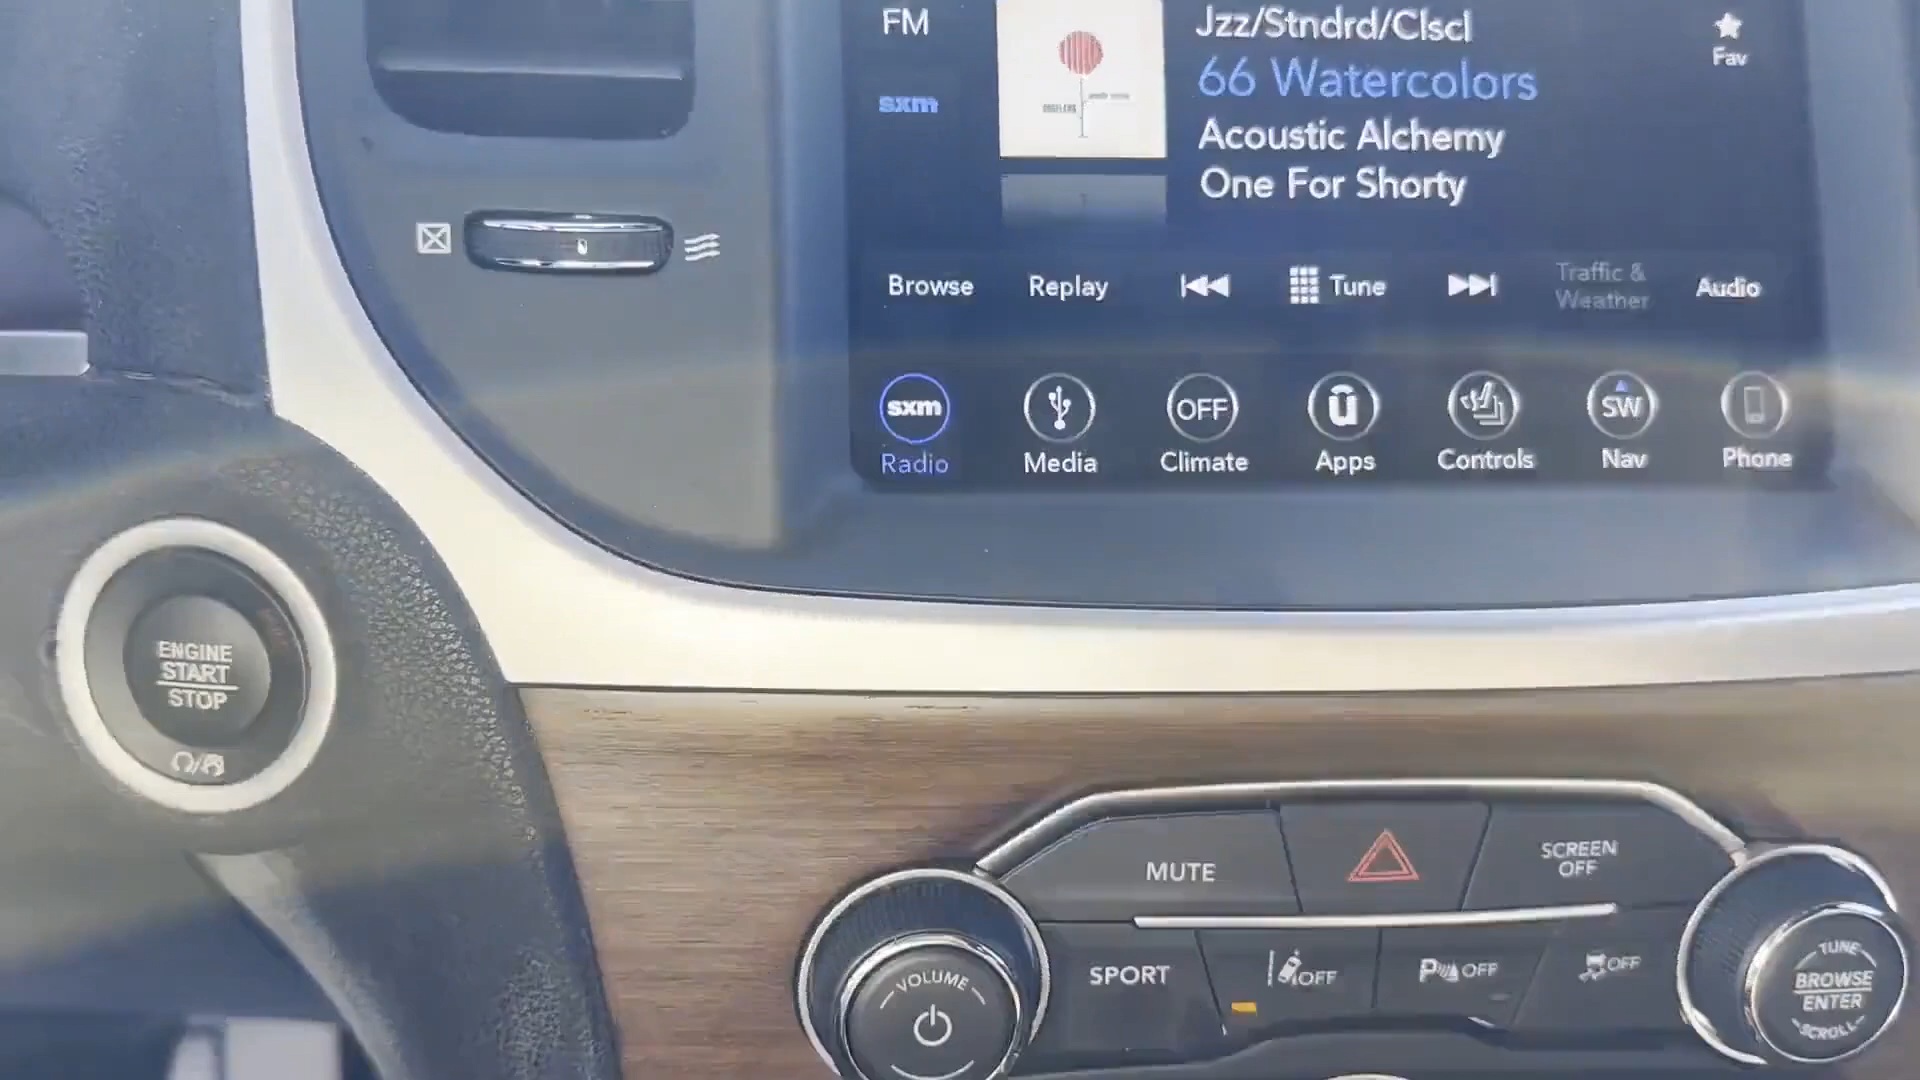 FM
sxm
Jzz/Stndrd/Clscl
66 Watercolors
Acoustic Alchemy
One For Shorty
Fav
Browse
Replay
Tune
Traffic &
Weather
Audio
sxm
OFF
SW
Radio
Media
Climate
Apps
Controls
Nav
Phone
ENGINE
START
STOP
MUTE
SCREEN
OFF
VOLUME
SPORT
OFF
P OFF
OFF
TUNE
BROWSE
ENTER
SCROLL